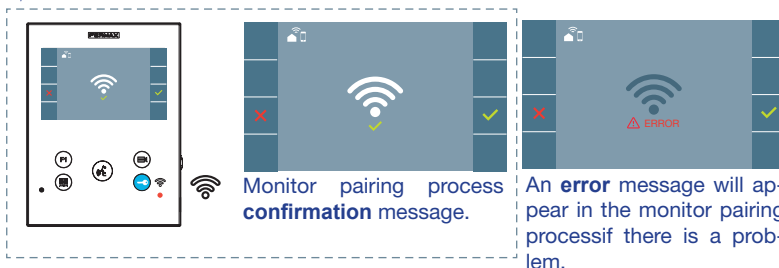 FERMAX
F1
ERROR
Monitor pairing process
confirmation message.
An error message will ap-
pear in the monitor pairing
processif there is a prob-
lem.